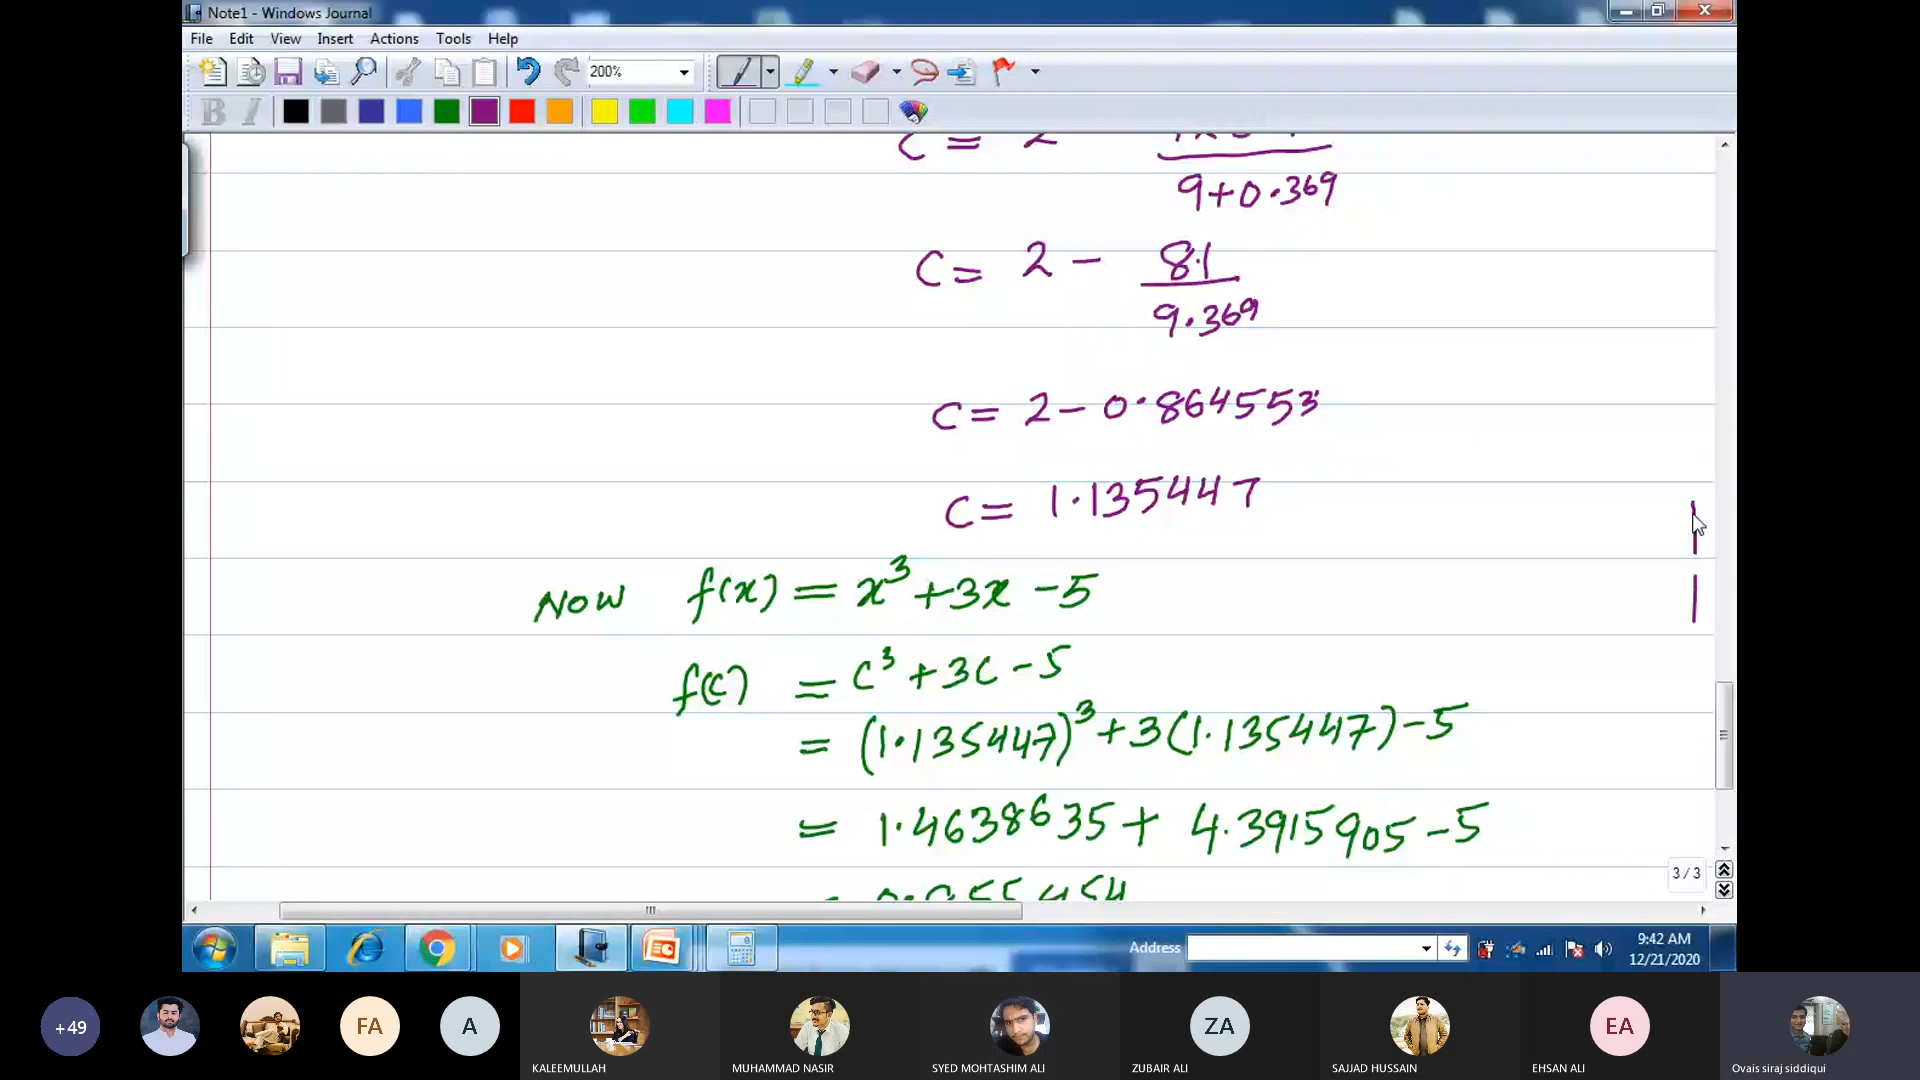 Note1 - Windows Journal
File Edit View Insert Actions Tools Help
200%
B I
C = 2
9+0.369
C = 2 - 8.1
9.369
C = 2 - 0.864553
C = 1.135447
Now f(x) = x³ + 3x - 5
f(c) = c³ + 3c - 5
= (1.135447)³ + 3(1.135447) - 5
= 1.4638635 + 4.3915905 - 5
3 / 3
Address
9:42 AM
12/21/2020
+49 FA A ZA EA
KALEEMULLAH MUHAMMAD NASIR SYED MOHTASHIM ALI ZUBAIR ALI SAJJAD HUSSAIN EHSAN ALI Ovais siraj siddiqui